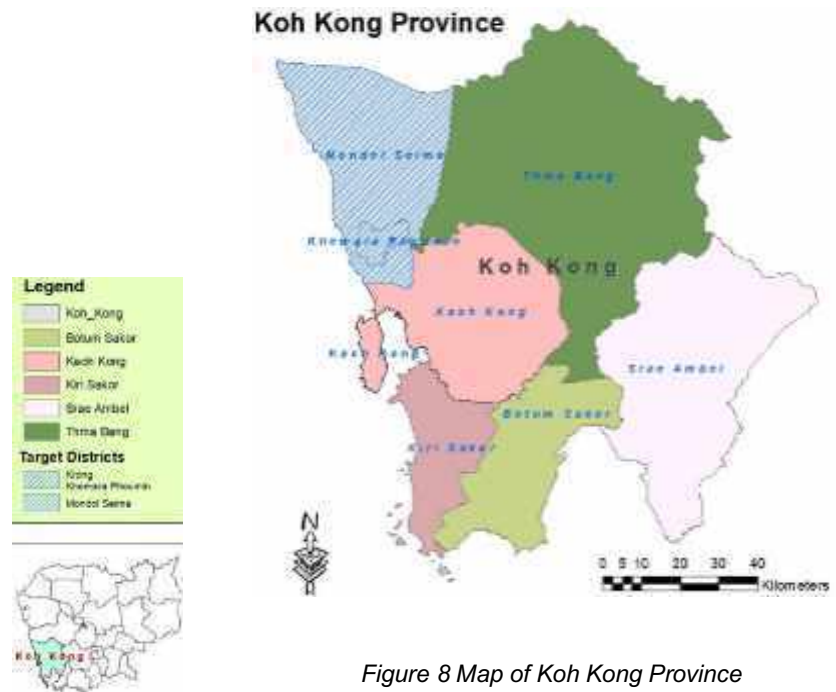 Koh Kong Province
Mondol Seima
Thma Bang
Koh Kong
Kaoh Kong
Kaoh Kong
Srae Ambel
Botum Sakor
Kiri Sakor
N
0 5 10 20 30 40
Kilometers
Legend
Koh_Kong
Botum Sakor
Kaoh Kong
Kiri Sakor
Srae Ambel
Thma Bang
Target Districts
Krong
Khemara Phoumin
Mondol Seima
Koh Kong
Figure 8 Map of Koh Kong Province